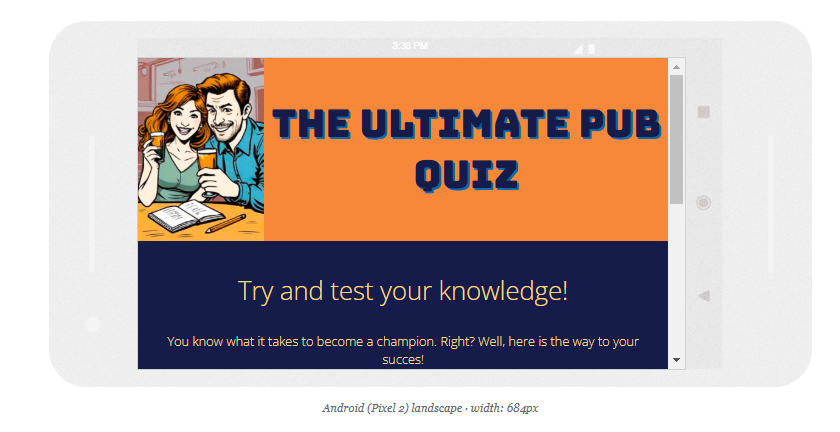 3:38 PM
THE ULTIMATE PUB
QUIZ
Try and test your knowledge!
You know what it takes to become a champion. Right? Well, here is the way to your
succes!
Android (Pixel 2) landscape · width: 684px